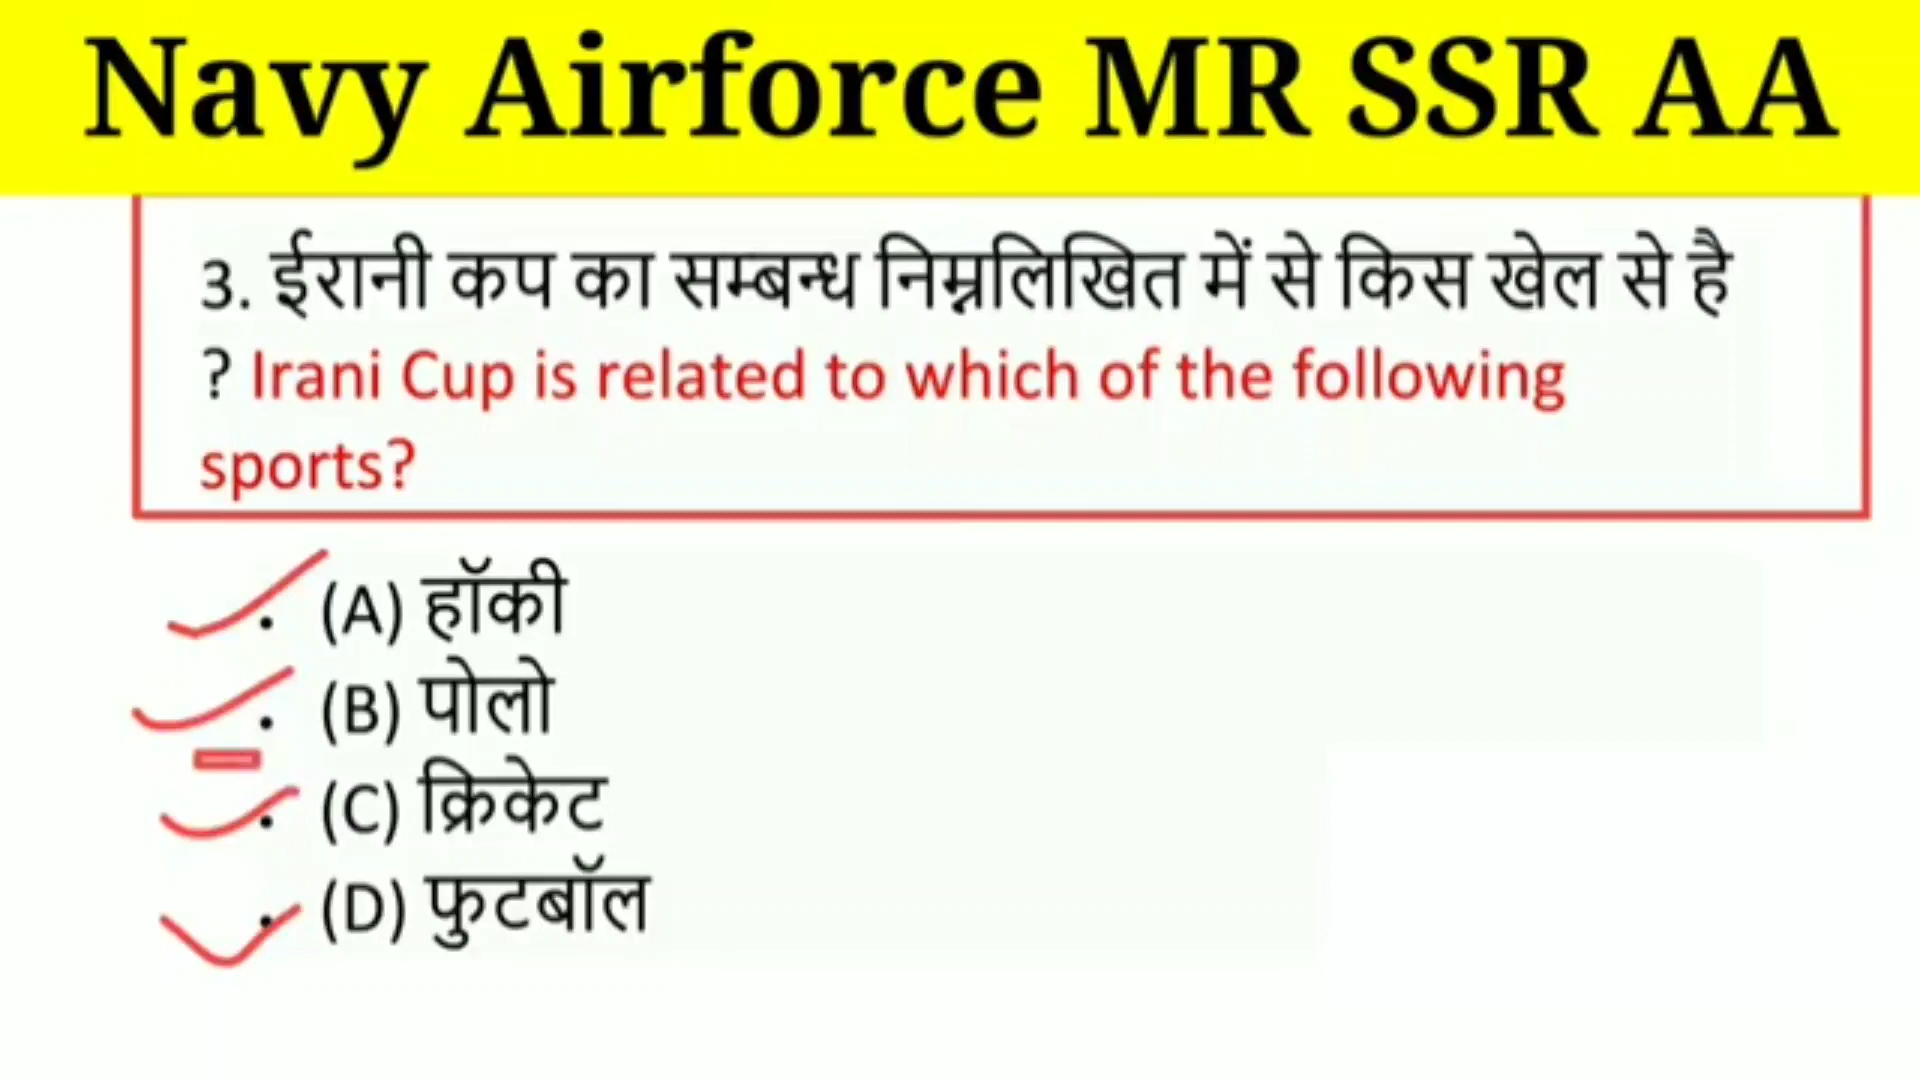 Navy Airforce MR SSR AA
3. ईरानी कप का सम्बन्ध निम्नलिखित में से किस खेल से है
? Irani Cup is related to which of the following
sports?
. (A) हॉकी
. (B) पोलो
. (C) क्रिकेट
. (D) फुटबॉल